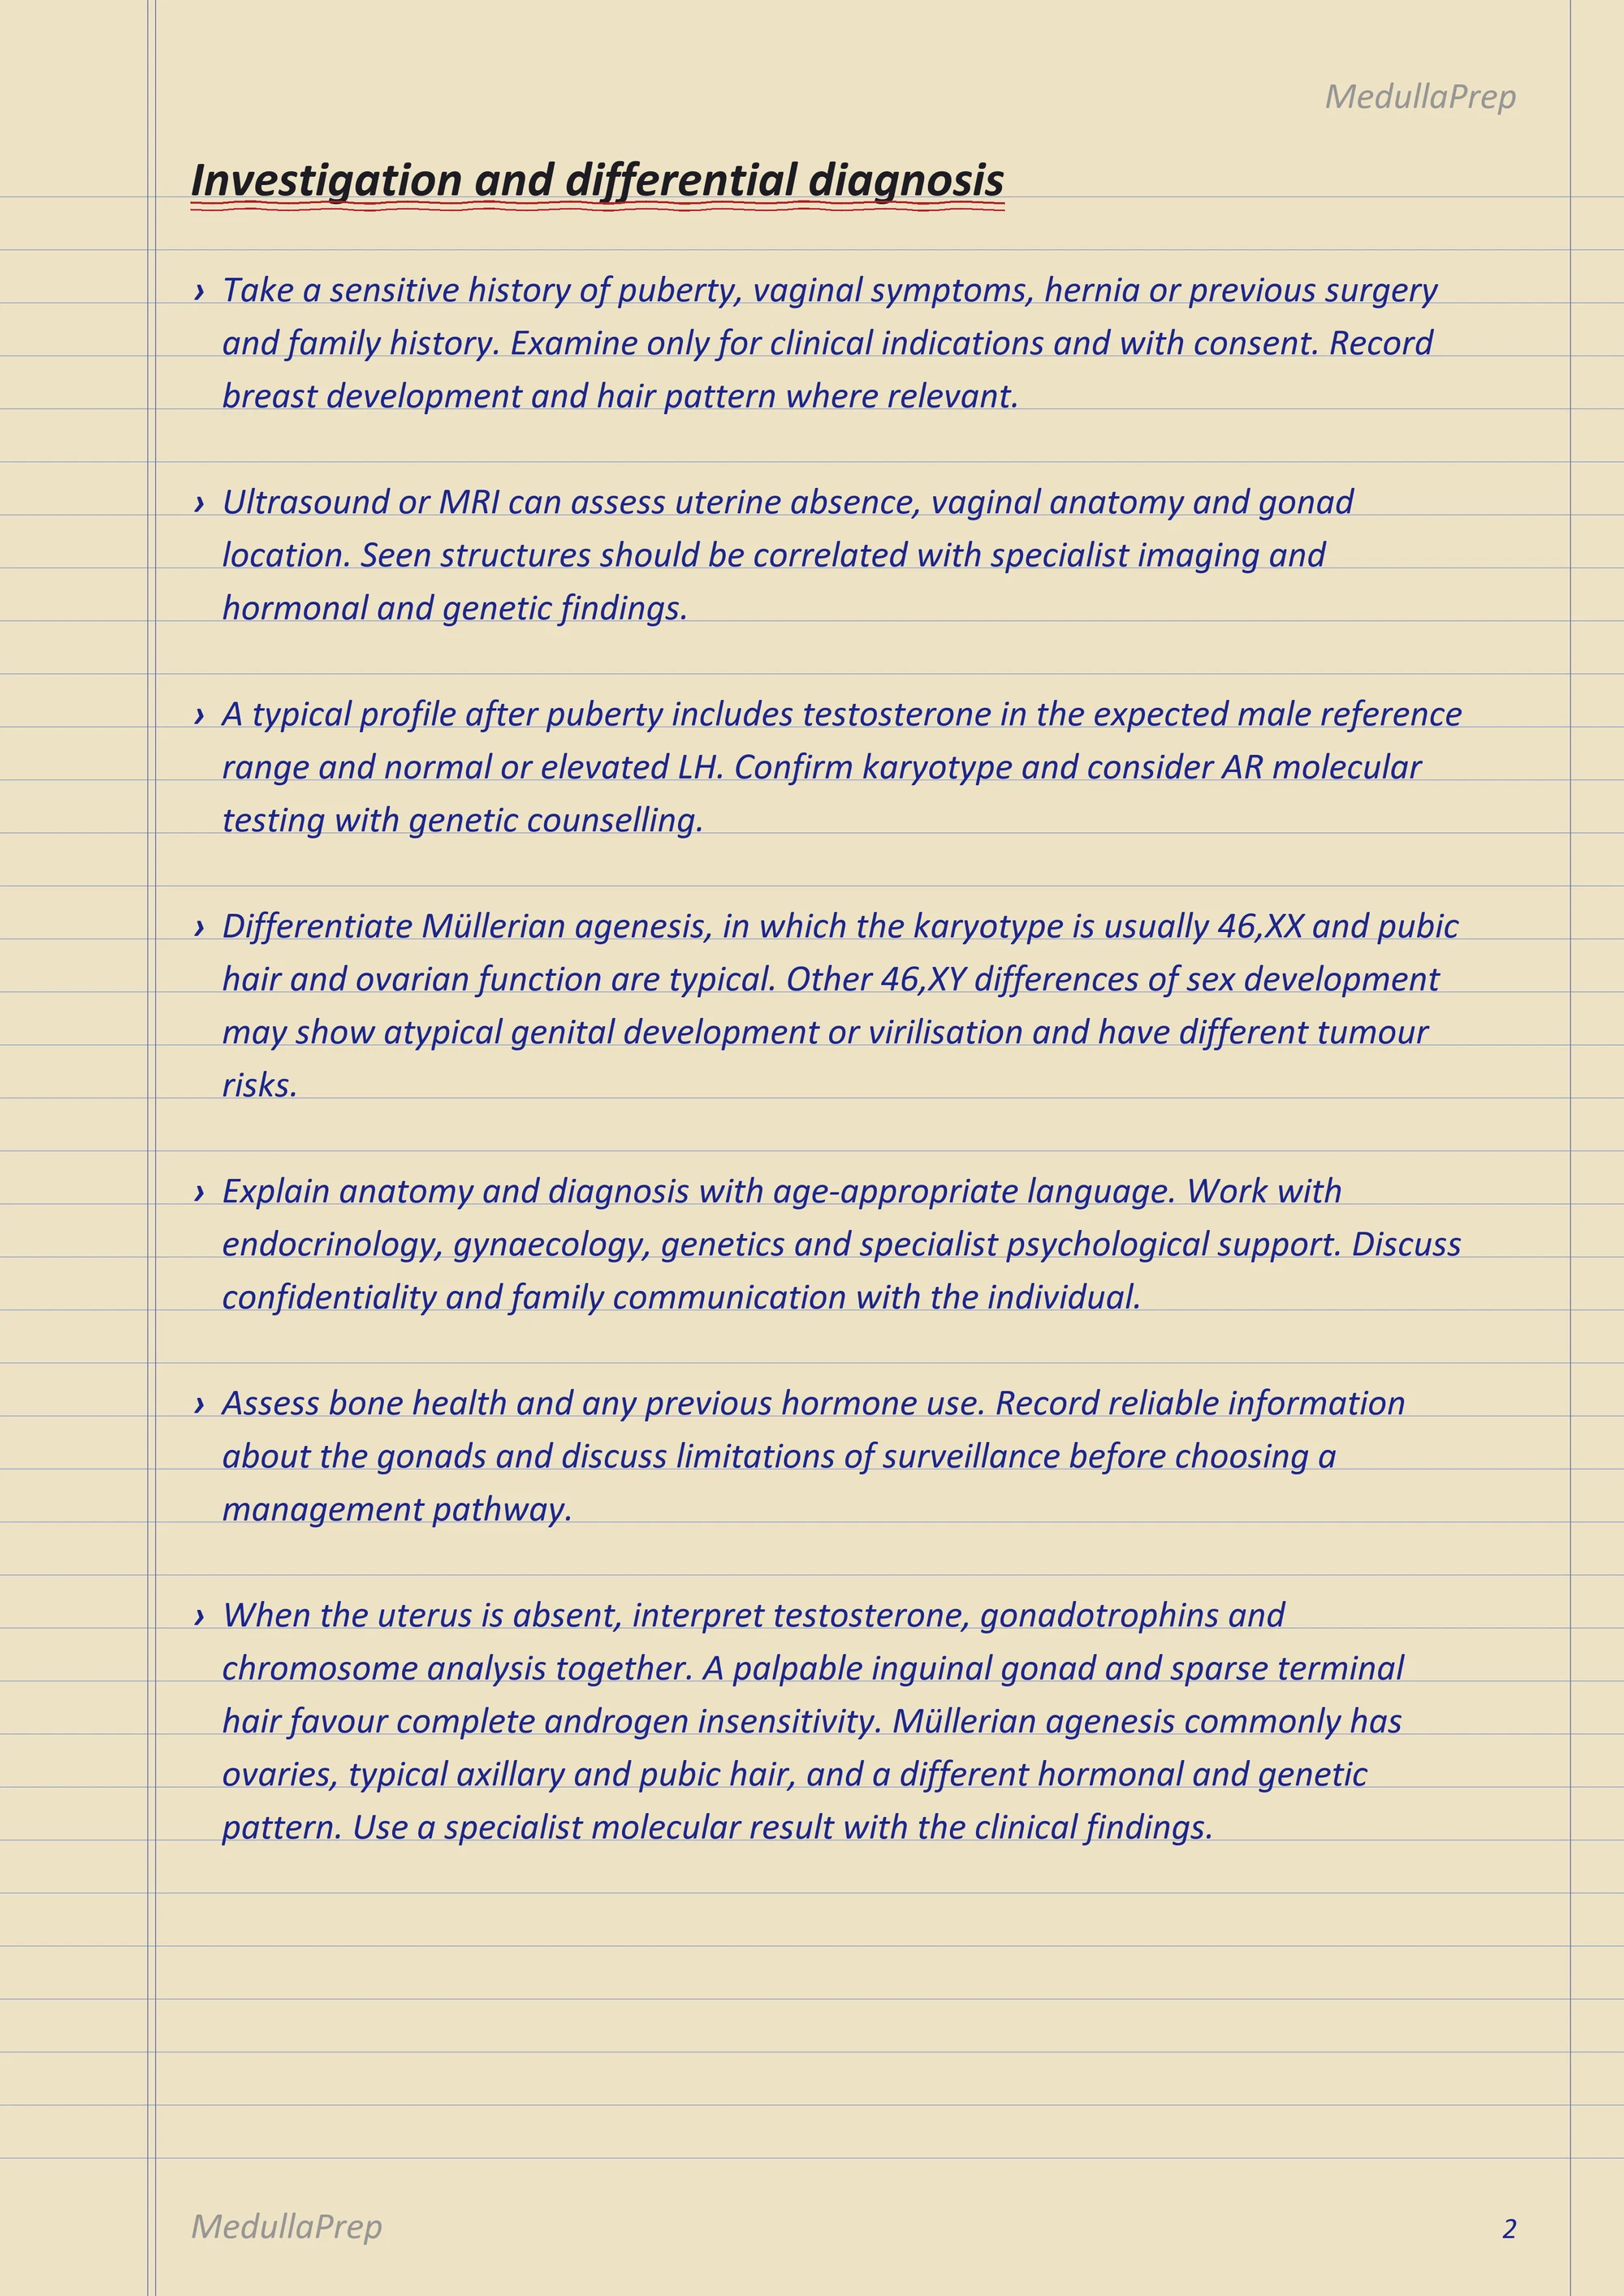 MedullaPrep
Investigation and differential diagnosis
› Take a sensitive history of puberty, vaginal symptoms, hernia or previous surgery
and family history. Examine only for clinical indications and with consent. Record
breast development and hair pattern where relevant.
› Ultrasound or MRI can assess uterine absence, vaginal anatomy and gonad
location. Seen structures should be correlated with specialist imaging and
hormonal and genetic findings.
› A typical profile after puberty includes testosterone in the expected male reference
range and normal or elevated LH. Confirm karyotype and consider AR molecular
testing with genetic counselling.
› Differentiate Müllerian agenesis, in which the karyotype is usually 46,XX and pubic
hair and ovarian function are typical. Other 46,XY differences of sex development
may show atypical genital development or virilisation and have different tumour
risks.
› Explain anatomy and diagnosis with age-appropriate language. Work with
endocrinology, gynaecology, genetics and specialist psychological support. Discuss
confidentiality and family communication with the individual.
› Assess bone health and any previous hormone use. Record reliable information
about the gonads and discuss limitations of surveillance before choosing a
management pathway.
› When the uterus is absent, interpret testosterone, gonadotrophins and
chromosome analysis together. A palpable inguinal gonad and sparse terminal
hair favour complete androgen insensitivity. Müllerian agenesis commonly has
ovaries, typical axillary and pubic hair, and a different hormonal and genetic
pattern. Use a specialist molecular result with the clinical findings.
MedullaPrep
2